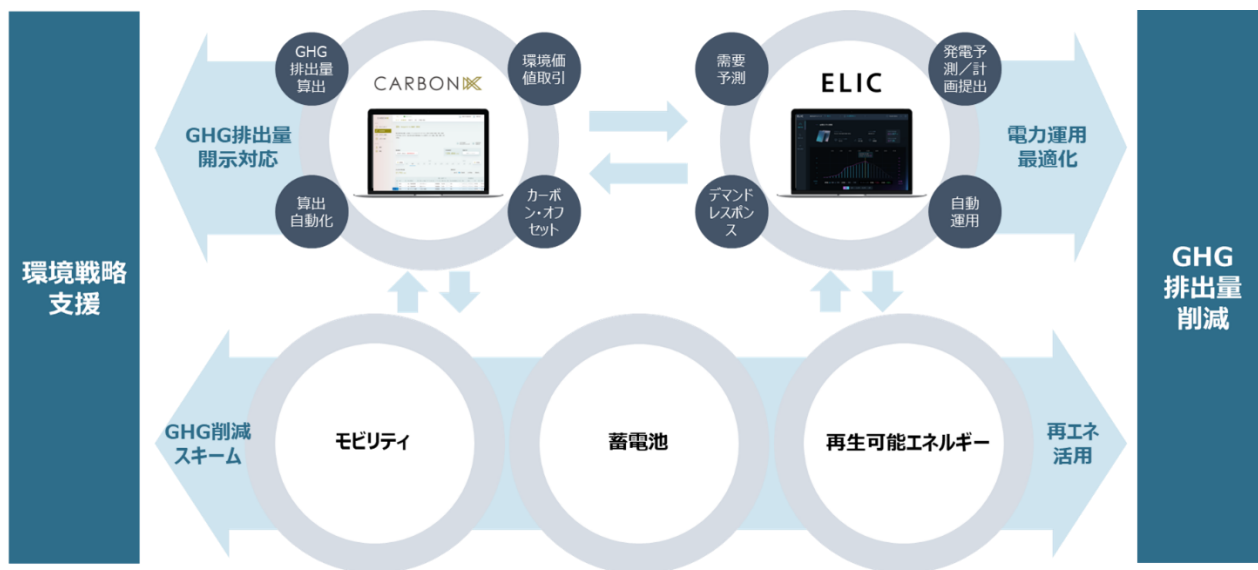 環境戦略
支援
GHG排出量
開示対応
GHG
排出量
算出
環境価
値取引
CARBONIX
算出
自動化
カーボ
ン・オフ
セット
需要
予測
発電予
測／計
画提出
ELIC
デマンド
レスポン
ス
自動
運用
電力運用
最適化
GHG削減
スキーム
モビリティ
蓄電池
再生可能エネルギー
再エネ
活用
GHG
排出量
削減